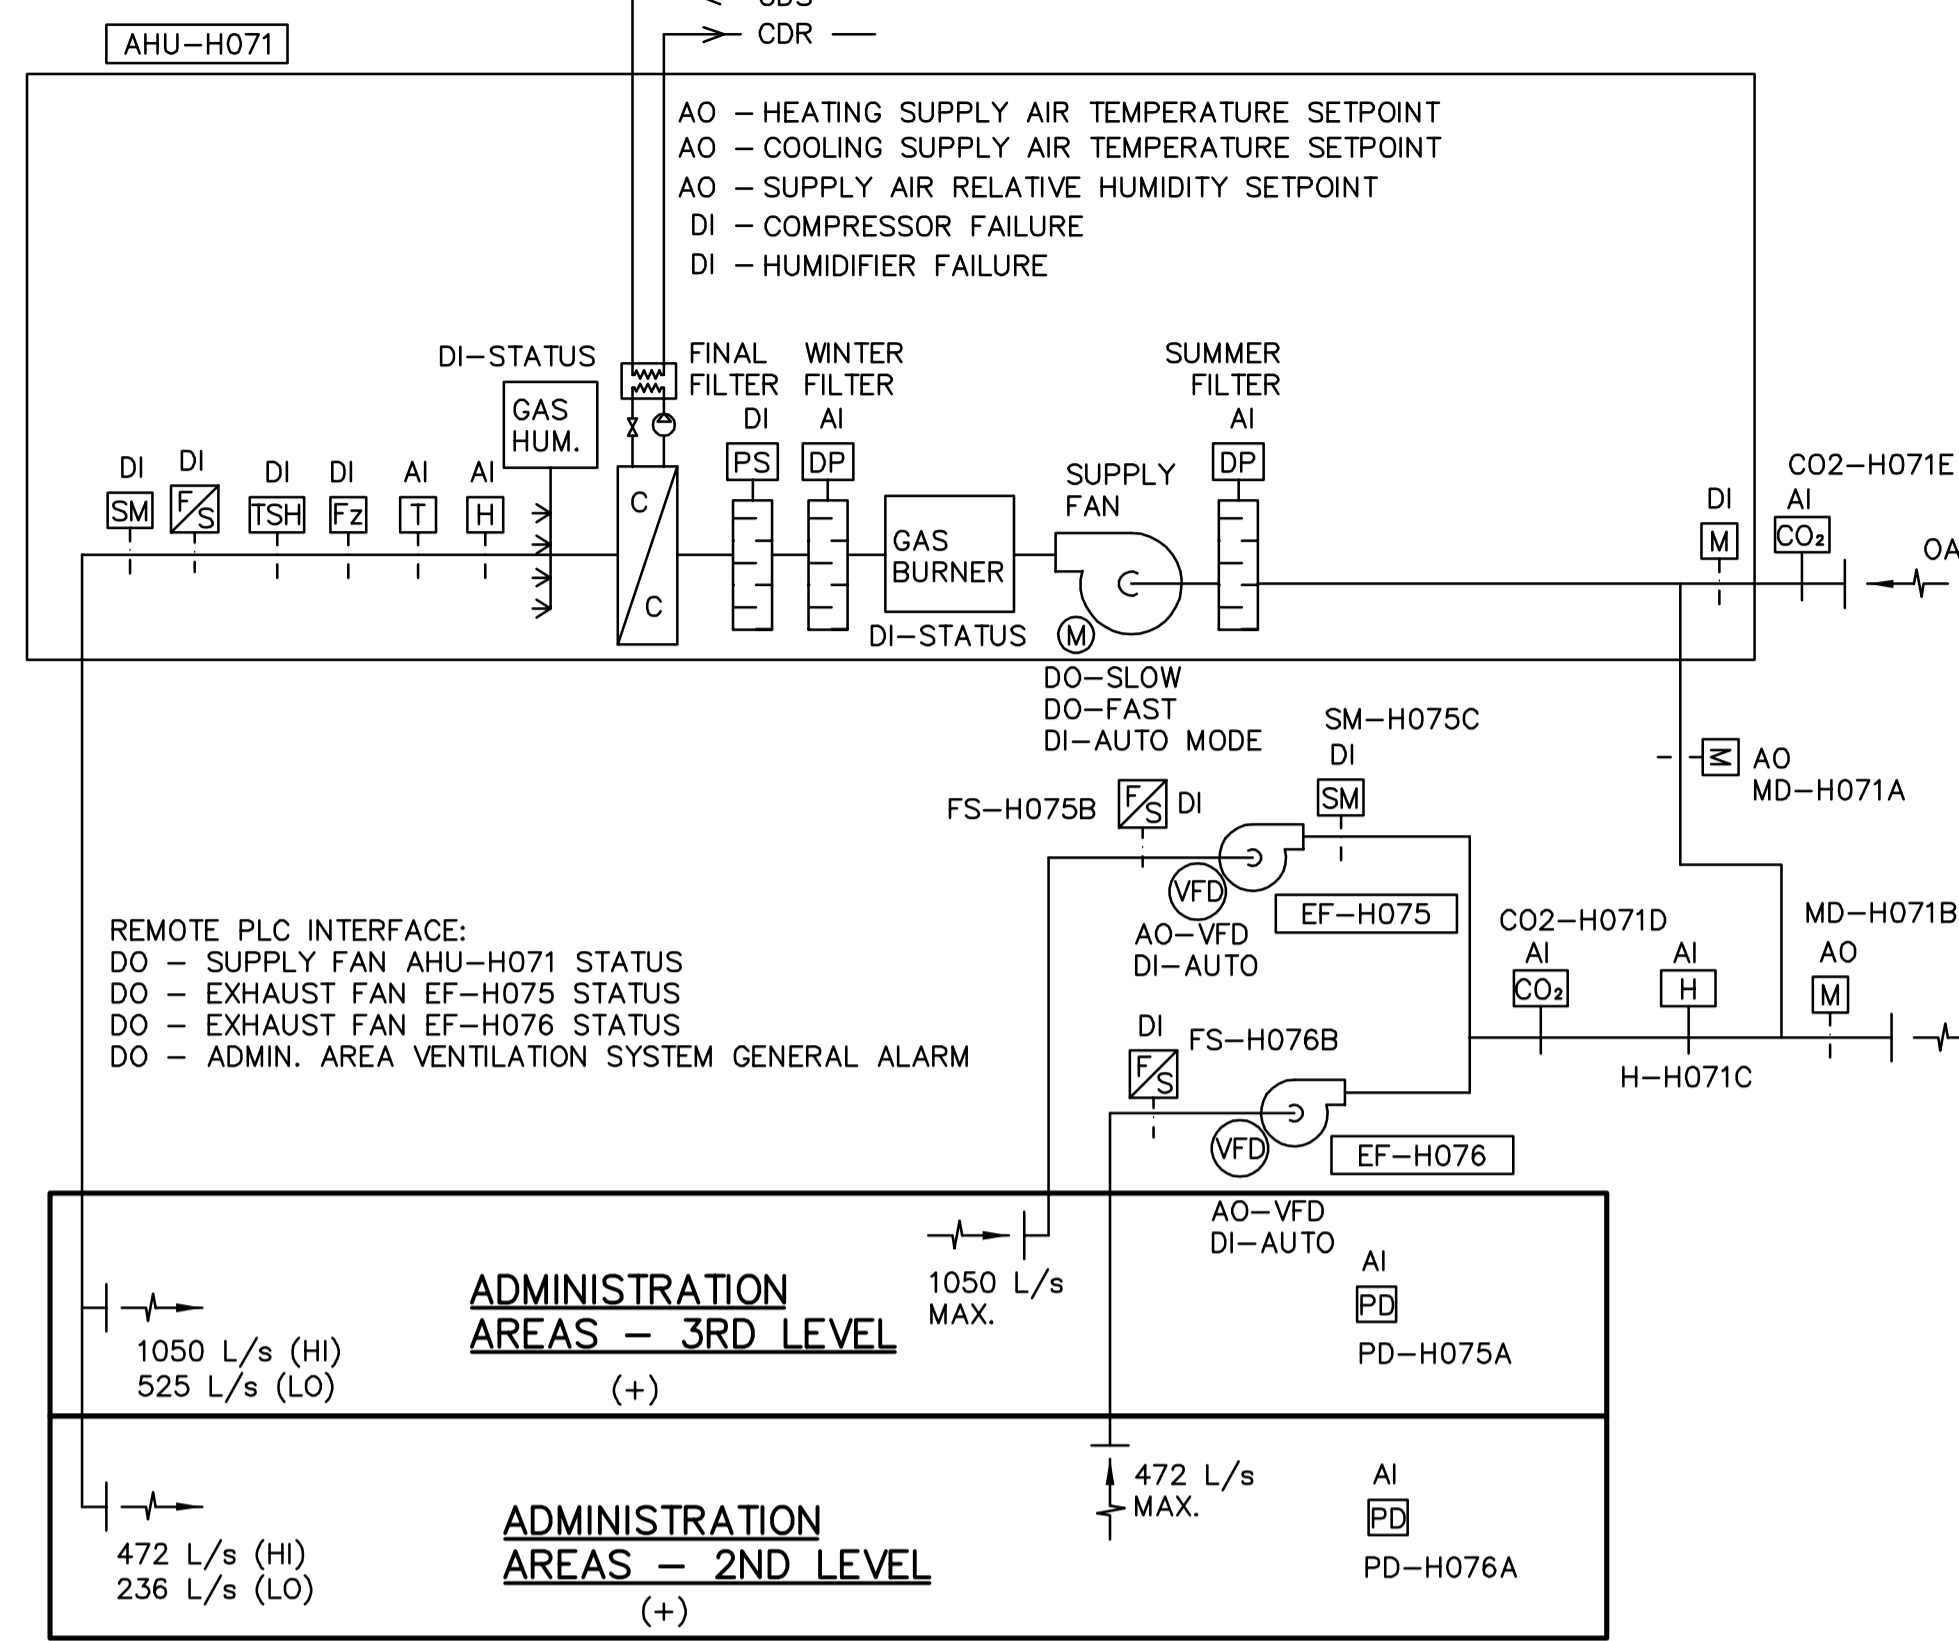 CDR
AHU-H071
AO - HEATING SUPPLY AIR TEMPERATURE SETPOINT
AO - COOLING SUPPLY AIR TEMPERATURE SETPOINT
AO - SUPPLY AIR RELATIVE HUMIDITY SETPOINT
DI - COMPRESSOR FAILURE
DI - HUMIDIFIER FAILURE
DI-STATUS
GAS
HUM.
FINAL
FILTER
DI
PS
WINTER
FILTER
AI
DP
SUMMER
FILTER
AI
DP
DI
SM
DI
F/S
DI
TSH
DI
Fz
AI
T
AI
H
C
C
GAS
BURNER
DI-STATUS
SUPPLY
FAN
M
DI
M
CO2-H071E
AI
CO₂
OA
DO-SLOW
DO-FAST
DI-AUTO MODE
SM-H075C
DI
SM
FS-H075B
F/S
DI
VFD
EF-H075
AO-VFD
DI-AUTO
M
AO
MD-H071A
REMOTE PLC INTERFACE:
DO - SUPPLY FAN AHU-H071 STATUS
DO - EXHAUST FAN EF-H075 STATUS
DO - EXHAUST FAN EF-H076 STATUS
DO - ADMIN. AREA VENTILATION SYSTEM GENERAL ALARM
CO2-H071D
AI
CO₂
AI
H
H-H071C
MD-H071B
AO
M
DI
F/S
FS-H076B
VFD
EF-H076
AO-VFD
DI-AUTO
1050 L/s
MAX.
AI
PD
PD-H075A
ADMINISTRATION
AREAS - 3RD LEVEL
(+)
1050 L/s (HI)
525 L/s (LO)
472 L/s
MAX.
AI
PD
PD-H076A
ADMINISTRATION
AREAS - 2ND LEVEL
(+)
472 L/s (HI)
236 L/s (LO)